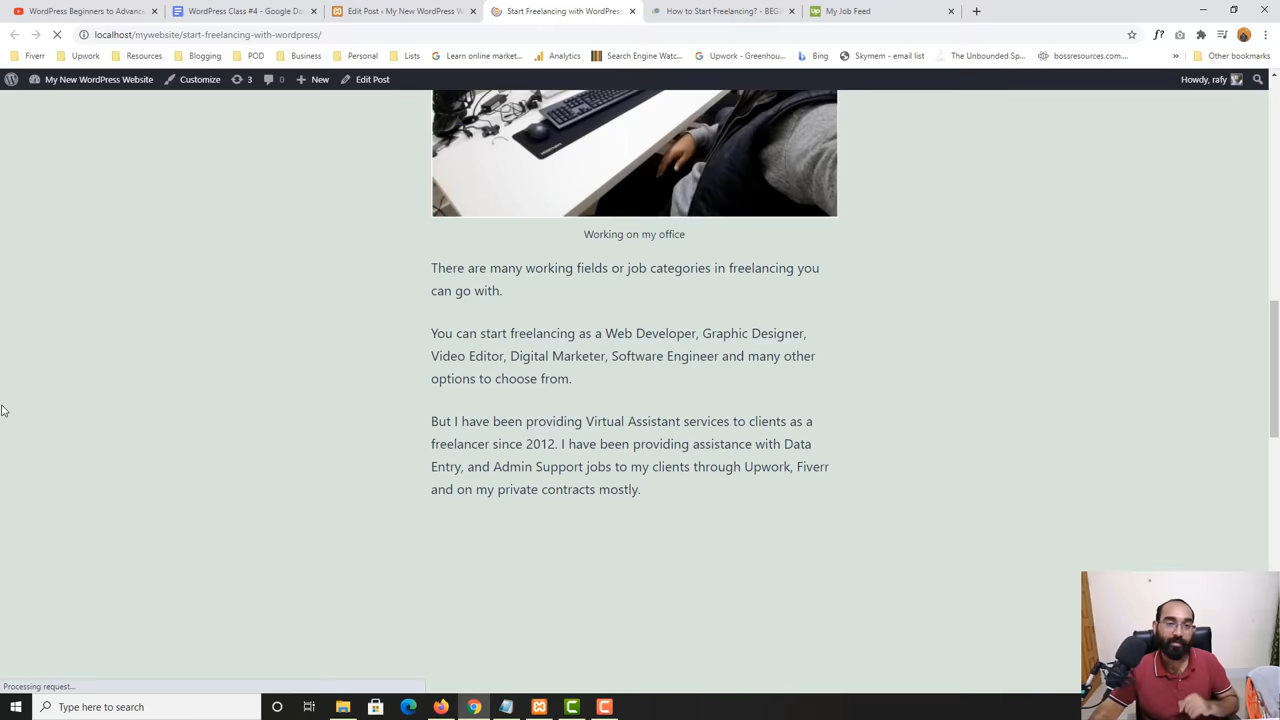 WordPress Beginners to Advance
WordPress Class #4 - Google Do
Edit Post ‹ My New WordPress W
Start Freelancing with WordPress
How to Start Freelancing? - BEG
My Job Feed
localhost/mywebsite/start-freelancing-with-wordpress/
Fiverr
Upwork
Resources
Blogging
POD
Business
Personal
Lists
Learn online market...
Analytics
Search Engine Watc...
Upwork - Greenhou...
Bing
Skymem - email list
The Unbounded Sp...
bossresources.com...
»
Other bookmarks
My New WordPress Website
Customize
3
0
New
Edit Post
Howdy, rafy
Working on my office
There are many working fields or job categories in freelancing you
can go with.
You can start freelancing as a Web Developer, Graphic Designer,
Video Editor, Digital Marketer, Software Engineer and many other
options to choose from.
But I have been providing Virtual Assistant services to clients as a
freelancer since 2012. I have been providing assistance with Data
Entry, and Admin Support jobs to my clients through Upwork, Fiverr
and on my private contracts mostly.
Processing request...
Type here to search